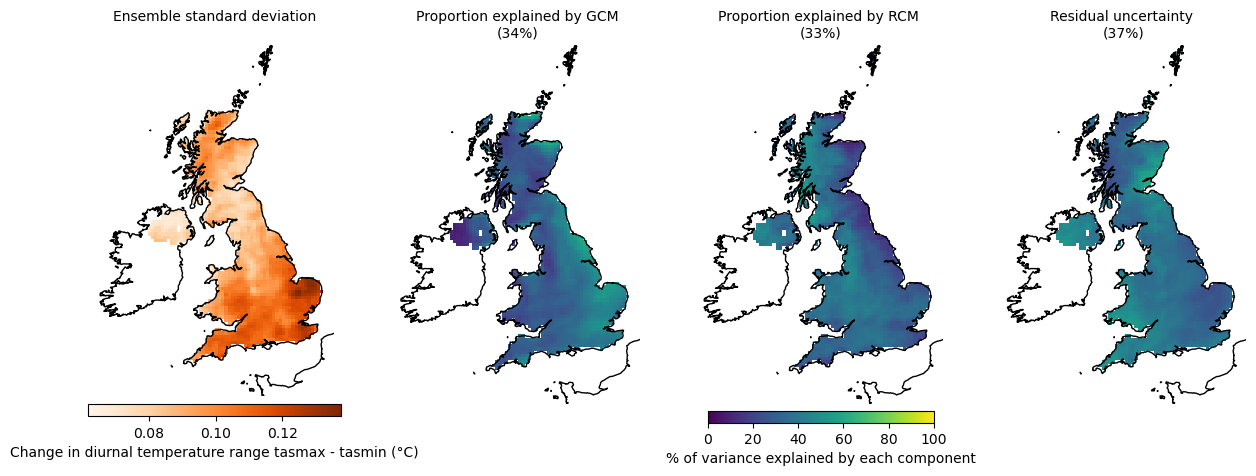 Ensemble standard deviation
Proportion explained by GCM
(34%)
Proportion explained by RCM
(33%)
Residual uncertainty
(37%)
0.08 0.10 0.12
Change in diurnal temperature range tasmax - tasmin (°C)
0 20 40 60 80 100
% of variance explained by each component